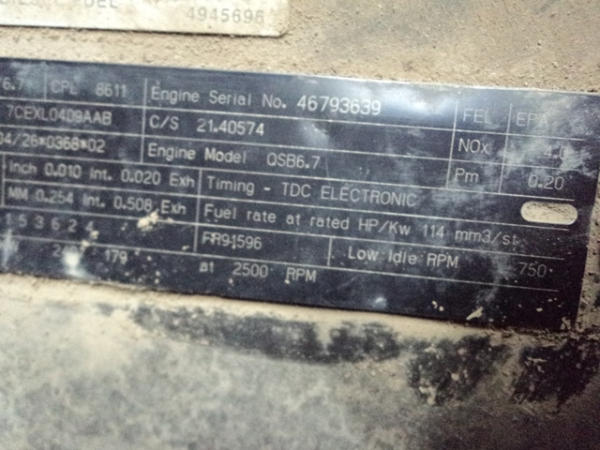 4945696
6.7 CPL 8611 Engine Serial No. 46793639 FEL EPA
7CEXL0409AAB C/S 21.40574 NOx
04/26*0368*02 Engine Model QSB6.7 Pm 0.20
Inch 0.010 Int. 0.020 Exh Timing - TDC ELECTRONIC
MM 0.254 Int. 0.508 Exh Fuel rate at rated HP/Kw 114 mm3/st
15362 FR91596 Low Idle RPM 750
179 at 2500 RPM